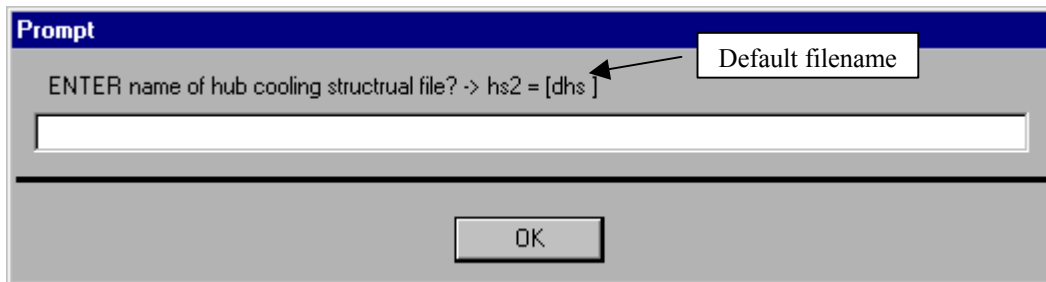 Prompt
Default filename
ENTER name of hub cooling structrual file? -> hs2 = [dhs ]
OK